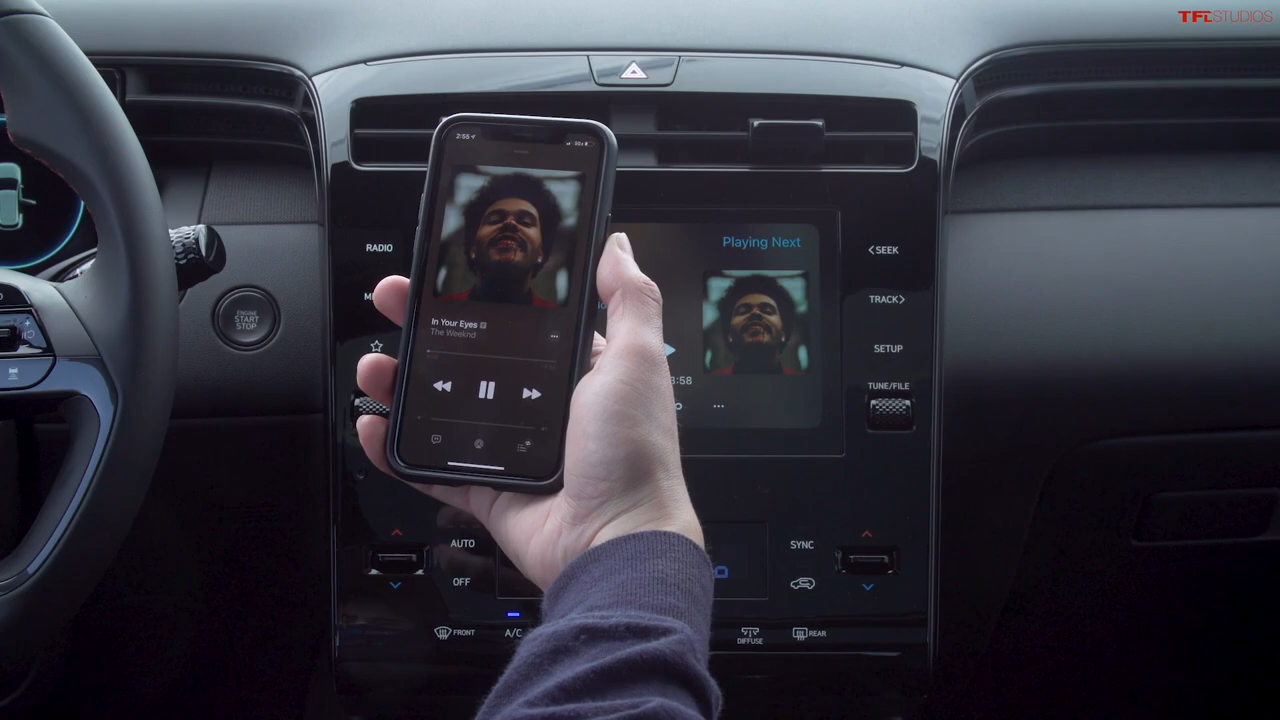 TFLSTUDIOS
2:55
5G
RADIO
In Your Eyes E
The Weeknd
Playing Next
3:58
SEEK
TRACK
SETUP
TUNE/FILE
ENGINE
START
STOP
AUTO
OFF
SYNC
FRONT
A/C
DIFFUSE
REAR